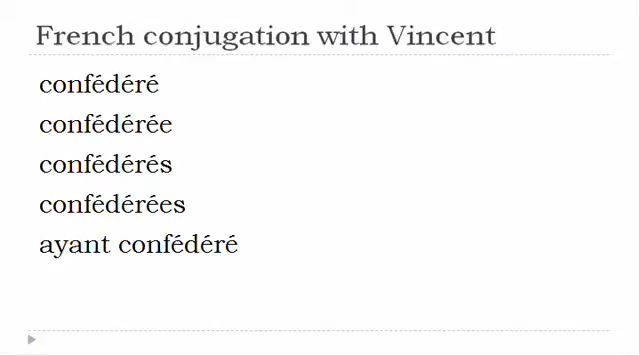 French conjugation with Vincent
confédéré
confédérée
confédérés
confédérées
ayant confédéré